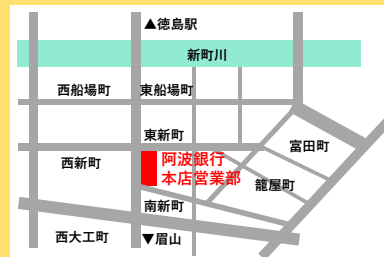 ▲徳島駅
新町川
西船場町
東船場町
東新町
富田町
西新町
阿波銀行
本店営業部
籠屋町
南新町
西大工町
▼眉山